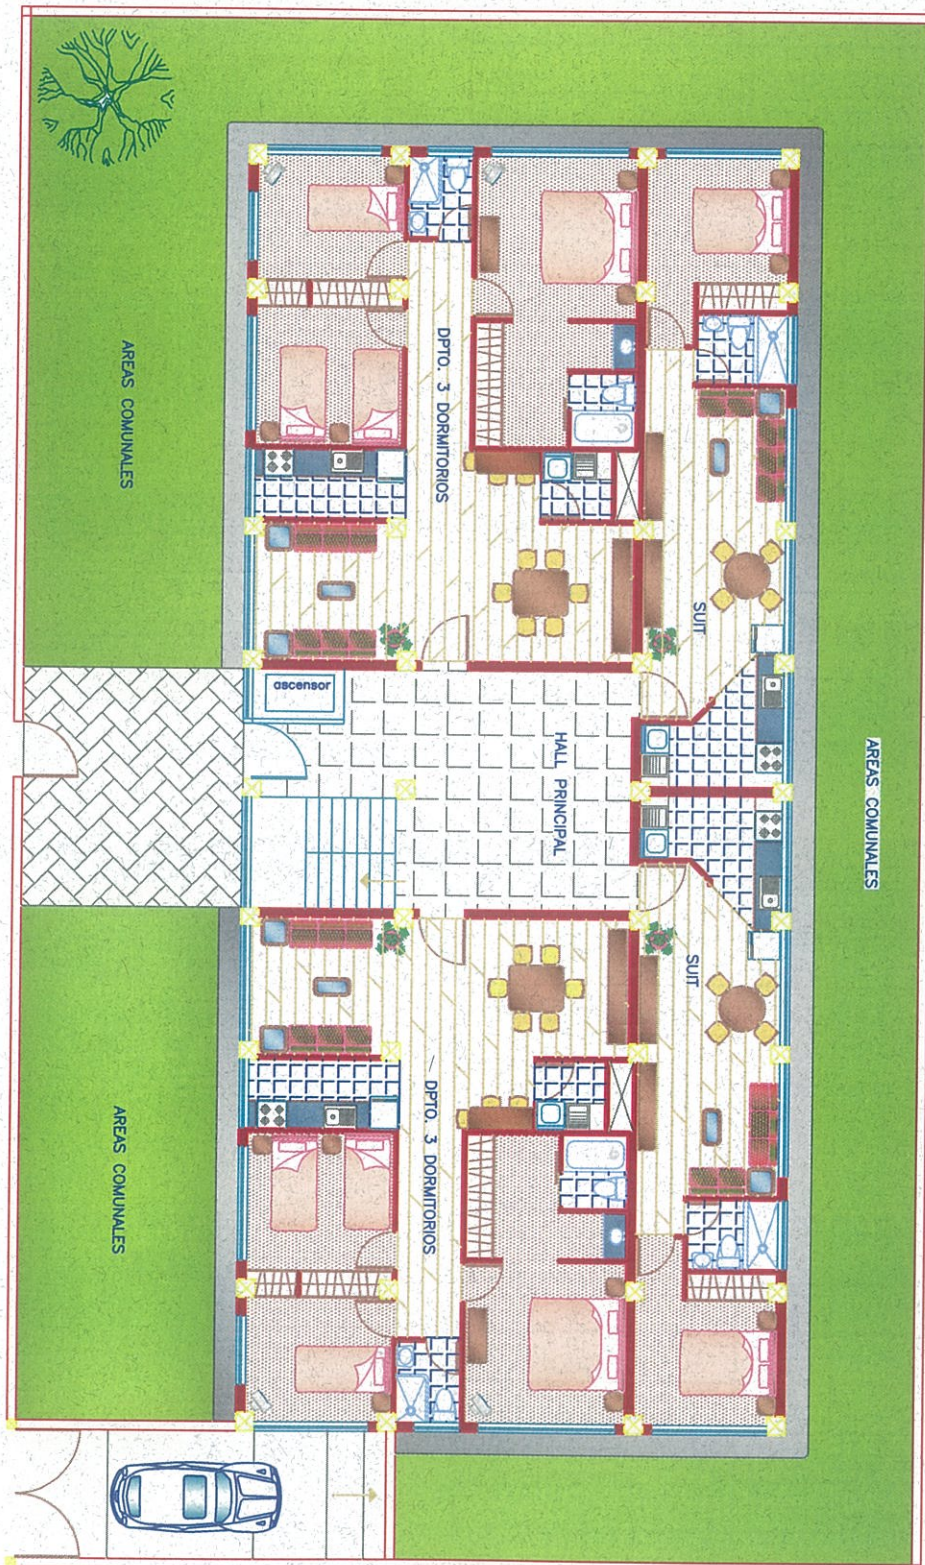 AREAS COMUNALES
SUIT
SUIT
HALL PRINCIPAL
DPTO. 3 DORMITORIOS
DPTO. 3 DORMITORIOS
ascensor
AREAS COMUNALES
AREAS COMUNALES